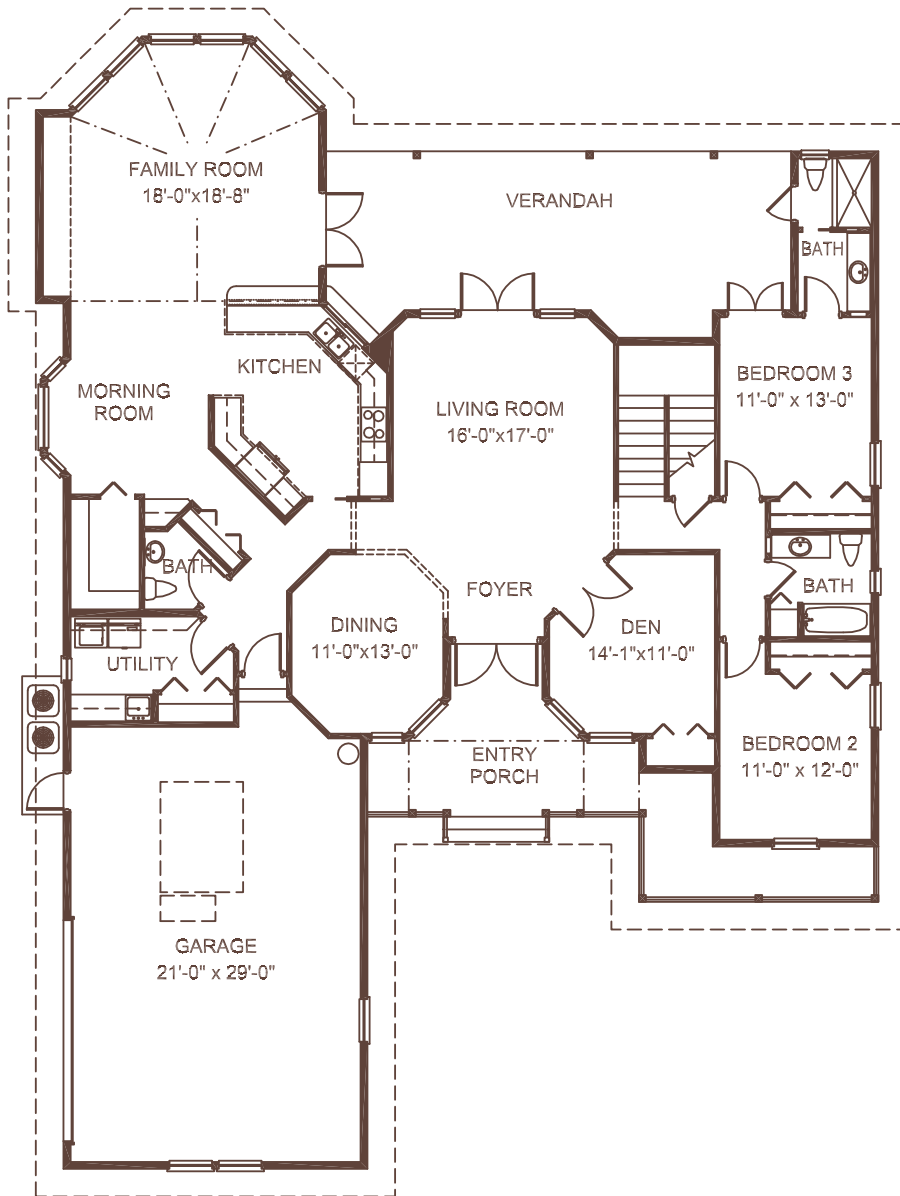 FAMILY ROOM
18'-0"x18'-8"
VERANDAH
BATH
KITCHEN
MORNING
ROOM
LIVING ROOM
16'-0"x17'-0"
BEDROOM 3
11'-0" x 13'-0"
BATH
FOYER
BATH
DINING
11'-0"x13'-0"
DEN
14'-1"x11'-0"
UTILITY
ENTRY
PORCH
BEDROOM 2
11'-0" x 12'-0"
GARAGE
21'-0" x 29'-0"